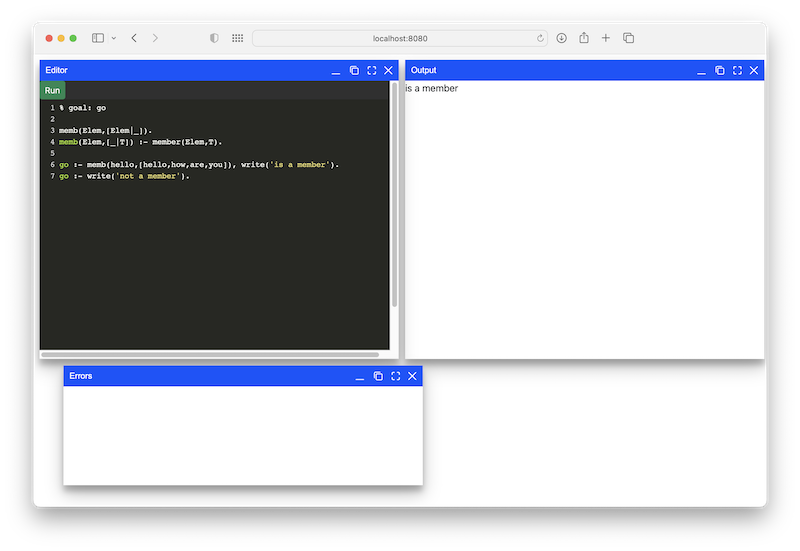 localhost:8080
Editor
Output
Run
is a member
1 % goal: go
2
3 memb(Elem,[Elem|_]).
4 memb(Elem,[_|T]) :- member(Elem,T).
5
6 go :- memb(hello,[hello,how,are,you]), write('is a member').
7 go :- write('not a member').
Errors